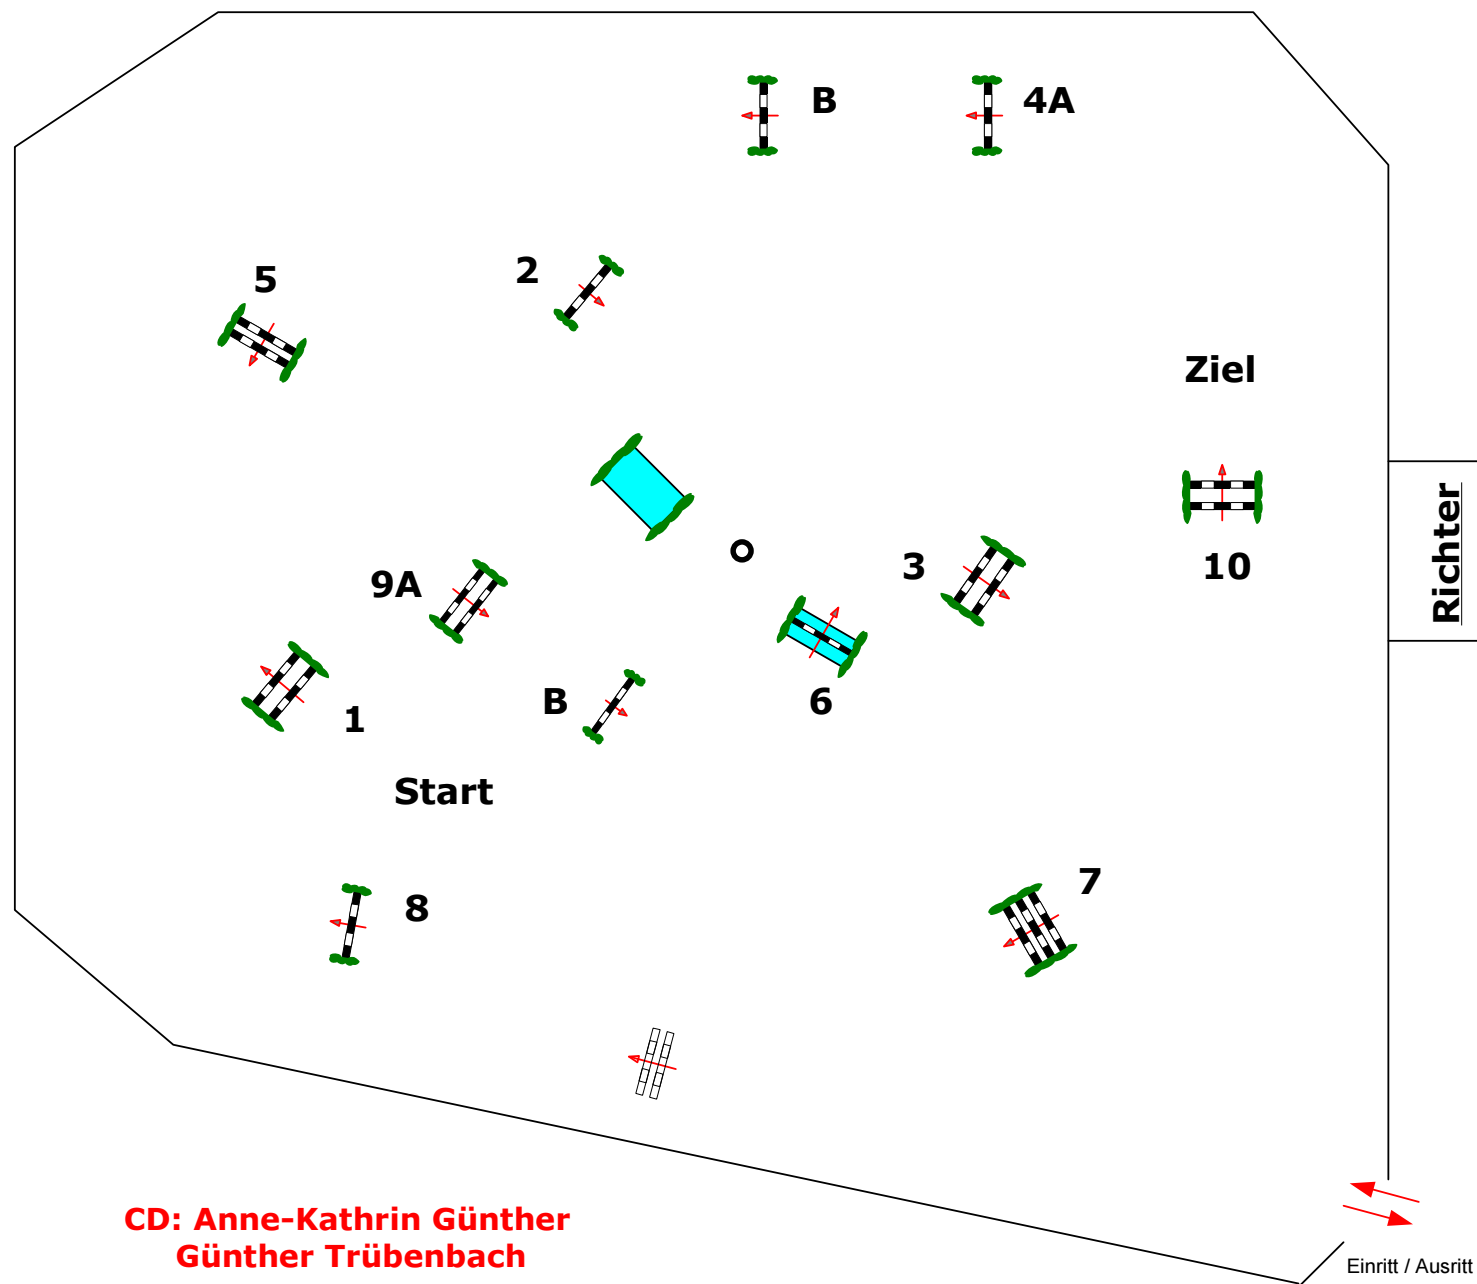 B
4A
2
5
Ziel
Richter
3
10
9A
6
B
1
Start
7
8
CD: Anne-Kathrin Günther
Günther Trübenbach
Einritt / Ausritt